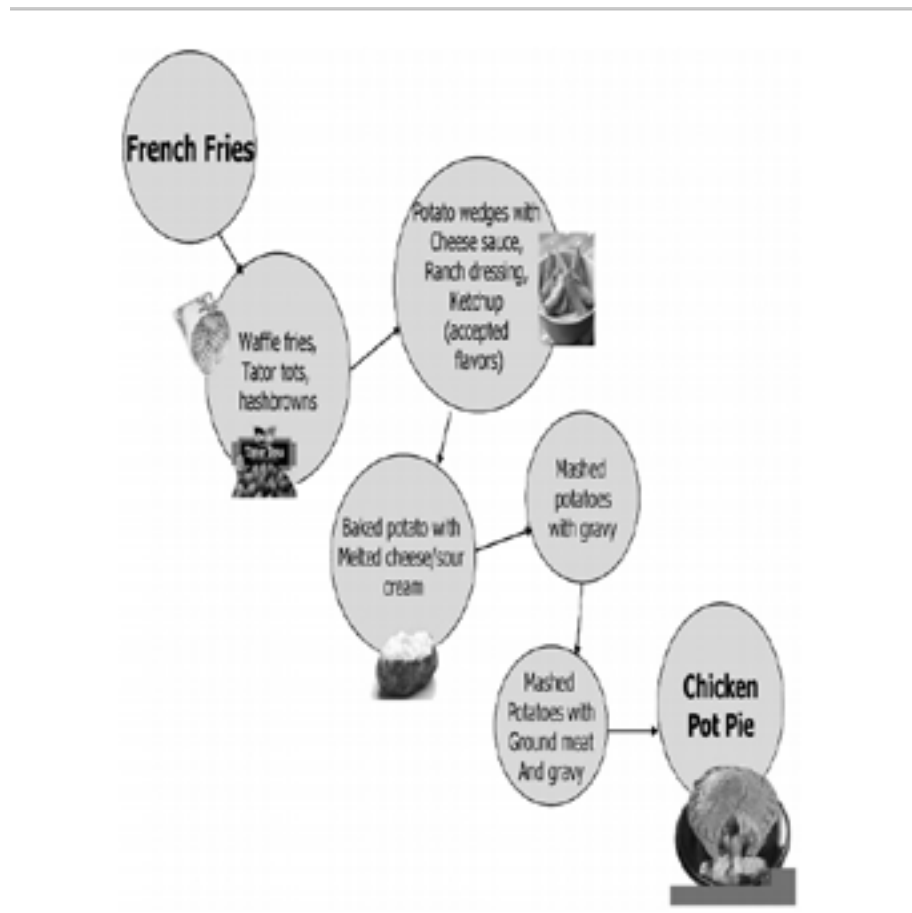 French Fries
Waffle fries,
Tator tots,
hashbrowns
Potato wedges with
Cheese sauce,
Ranch dressing,
Ketchup
(accepted
flavors)
Baked potato with
Melted cheese/sour
cream
Mashed
potatoes
with gravy
Mashed
Potatoes with
Ground meat
And gravy
Chicken
Pot Pie